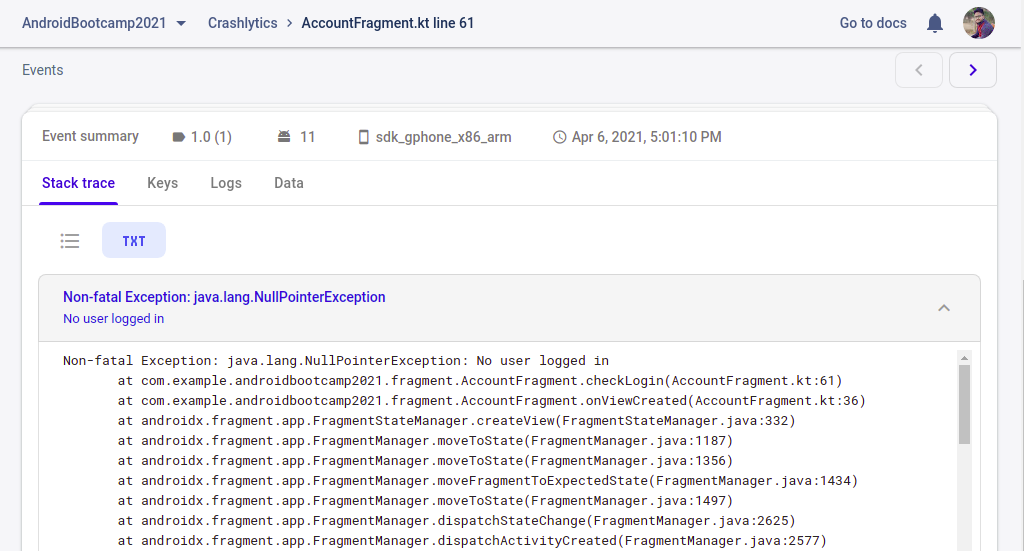 AndroidBootcamp2021 Crashlytics > AccountFragment.kt line 61 Go to docs
Events
Event summary 1.0 (1) 11 sdk_gphone_x86_arm Apr 6, 2021, 5:01:10 PM
Stack trace Keys Logs Data
TXT
Non-fatal Exception: java.lang.NullPointerException
No user logged in
Non-fatal Exception: java.lang.NullPointerException: No user logged in
at com.example.androidbootcamp2021.fragment.AccountFragment.checkLogin(AccountFragment.kt:61)
at com.example.androidbootcamp2021.fragment.AccountFragment.onViewCreated(AccountFragment.kt:36)
at androidx.fragment.app.FragmentStateManager.createView(FragmentStateManager.java:332)
at androidx.fragment.app.FragmentManager.moveToState(FragmentManager.java:1187)
at androidx.fragment.app.FragmentManager.moveToState(FragmentManager.java:1356)
at androidx.fragment.app.FragmentManager.moveFragmentToExpectedState(FragmentManager.java:1434)
at androidx.fragment.app.FragmentManager.moveToState(FragmentManager.java:1497)
at androidx.fragment.app.FragmentManager.dispatchStateChange(FragmentManager.java:2625)
at androidx.fragment.app.FragmentManager.dispatchActivityCreated(FragmentManager.java:2577)